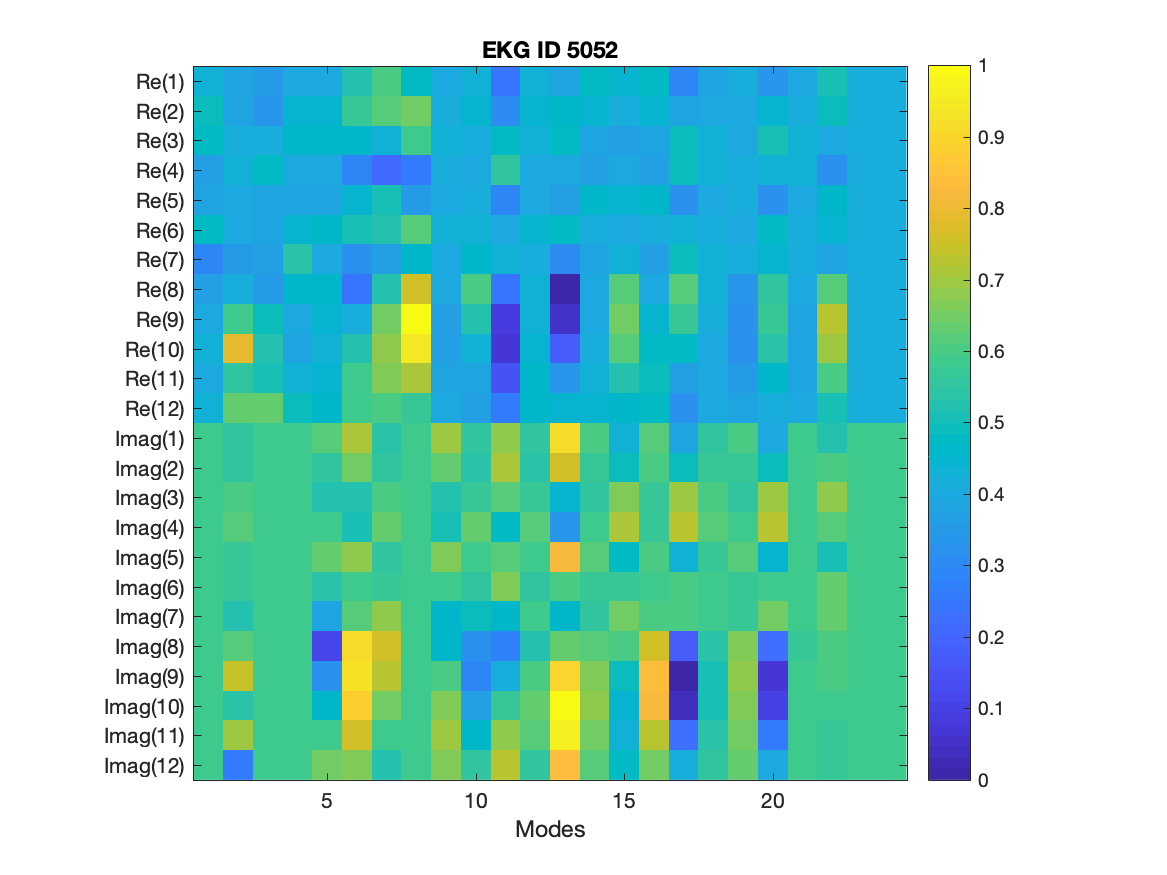 EKG ID 5052
Re(1)
Re(2)
Re(3)
Re(4)
Re(5)
Re(6)
Re(7)
Re(8)
Re(9)
Re(10)
Re(11)
Re(12)
Imag(1)
Imag(2)
Imag(3)
Imag(4)
Imag(5)
Imag(6)
Imag(7)
Imag(8)
Imag(9)
Imag(10)
Imag(11)
Imag(12)
5 10 15 20
Modes
1
0.9
0.8
0.7
0.6
0.5
0.4
0.3
0.2
0.1
0